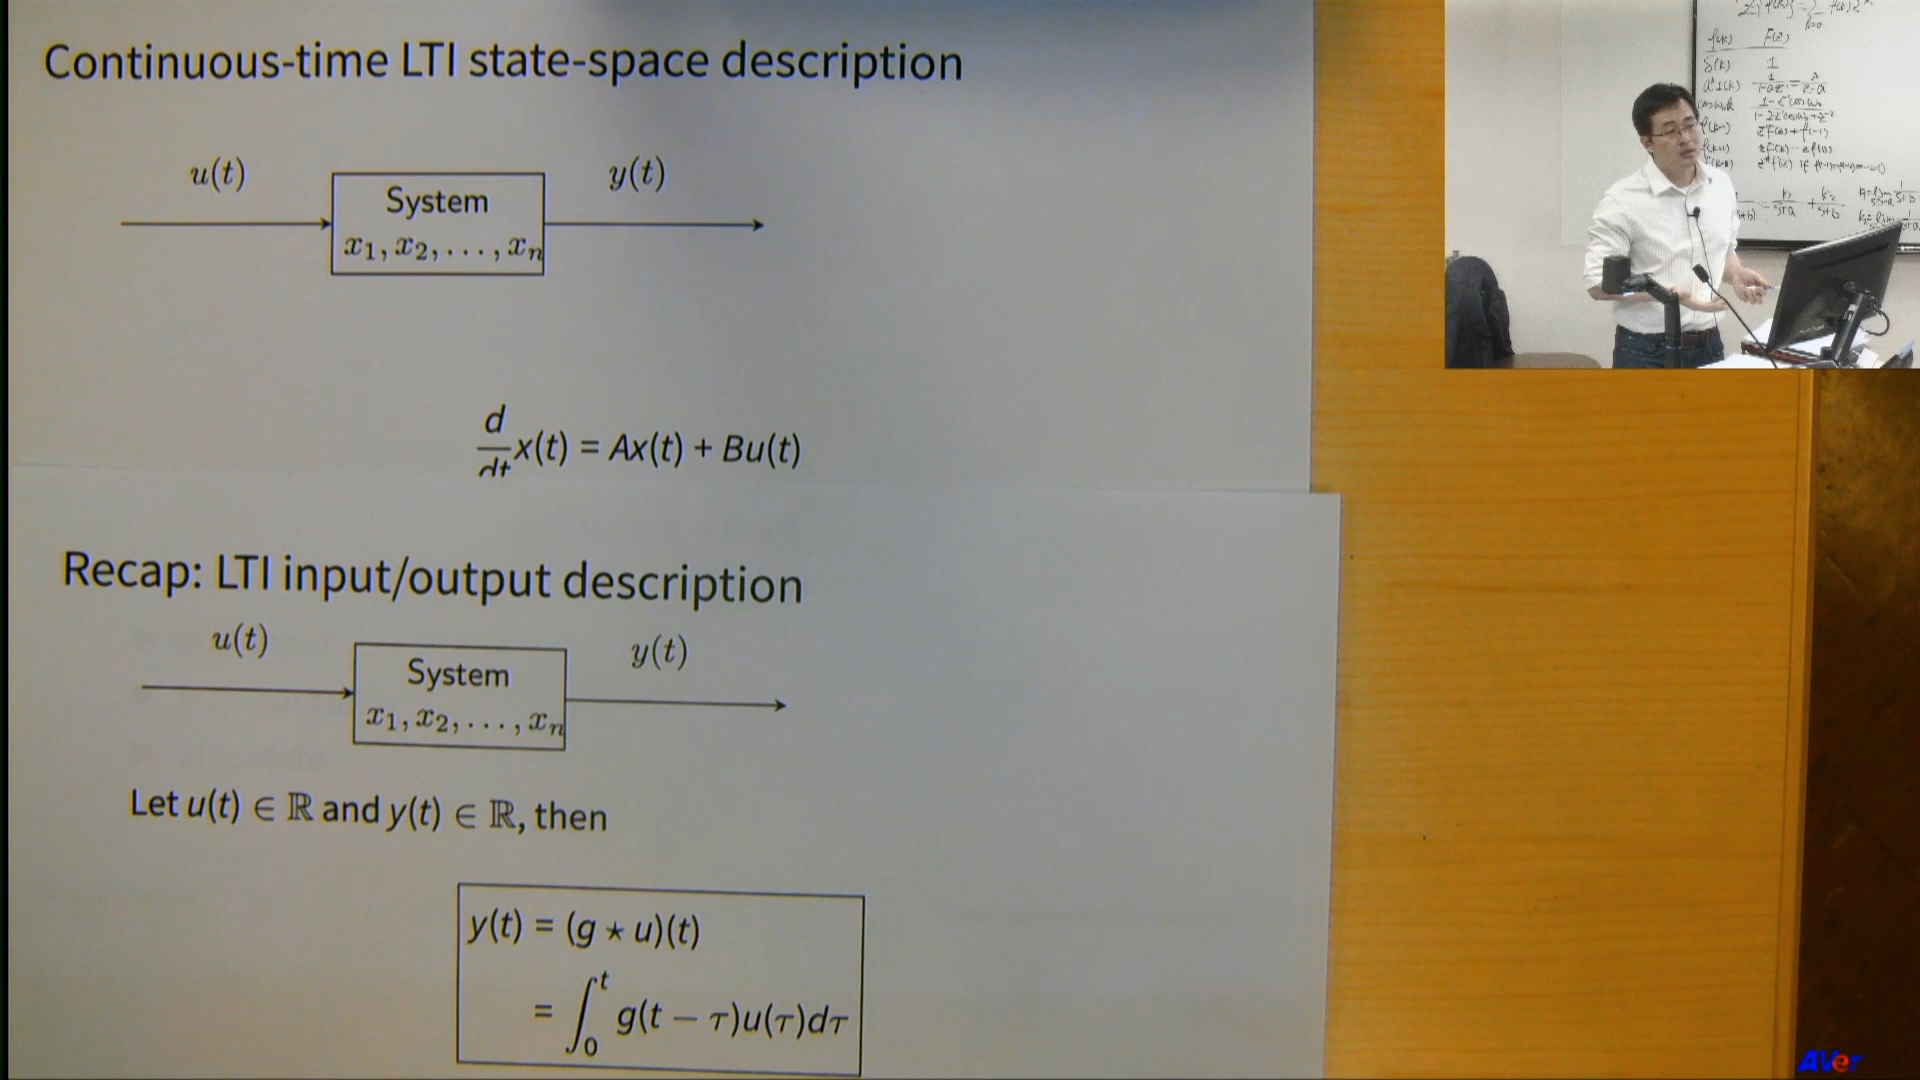 Continuous-time LTI state-space description
u(t)
System
x₁, x₂, . . . , xₙ
y(t)
d/dt x(t) = Ax(t) + Bu(t)
Recap: LTI input/output description
u(t)
System
x₁, x₂, . . . , xₙ
y(t)
Let u(t) ∈ ℝ and y(t) ∈ ℝ, then
y(t) = (g ⋆ u)(t)
= ∫₀ᵗ g(t − τ)u(τ)dτ
f(k) F(z)
δ(k) 1
AVer